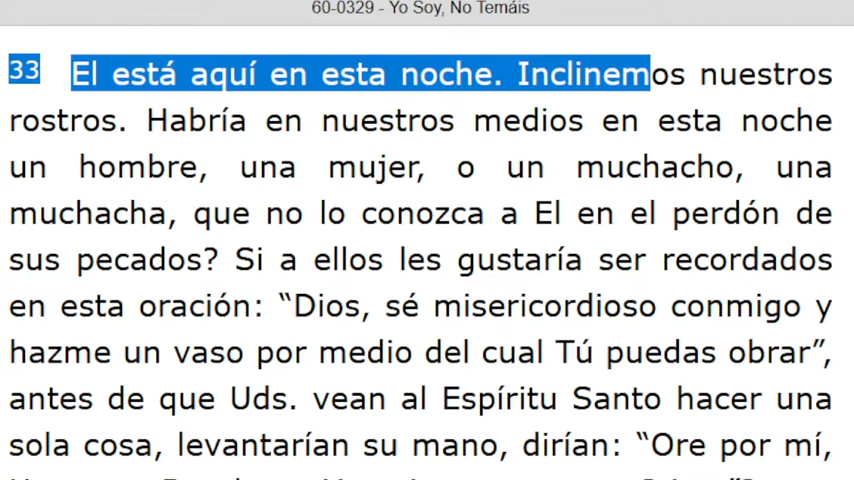 60-0329 - Yo Soy, No Temáis
33 El está aquí en esta noche. Inclinemos nuestros
rostros. Habría en nuestros medios en esta noche
un hombre, una mujer, o un muchacho, una
muchacha, que no lo conozca a El en el perdón de
sus pecados? Si a ellos les gustaría ser recordados
en esta oración: “Dios, sé misericordioso conmigo y
hazme un vaso por medio del cual Tú puedas obrar”,
antes de que Uds. vean al Espíritu Santo hacer una
sola cosa, levantarían su mano, dirían: “Ore por mí,